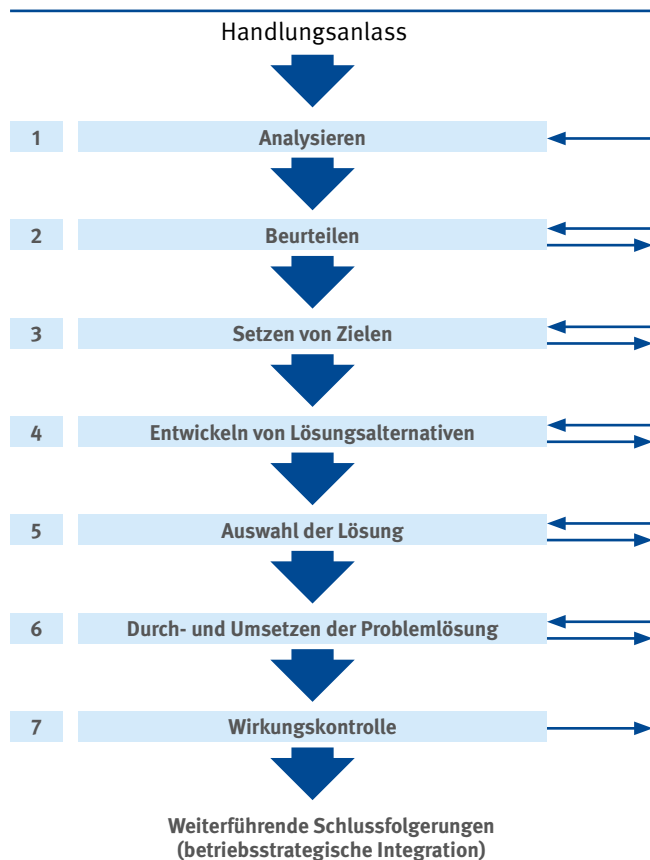 Handlungsanlass
1 Analysieren
2 Beurteilen
3 Setzen von Zielen
4 Entwickeln von Lösungsalternativen
5 Auswahl der Lösung
6 Durch- und Umsetzen der Problemlösung
7 Wirkungskontrolle
Weiterführende Schlussfolgerungen
(betriebsstrategische Integration)